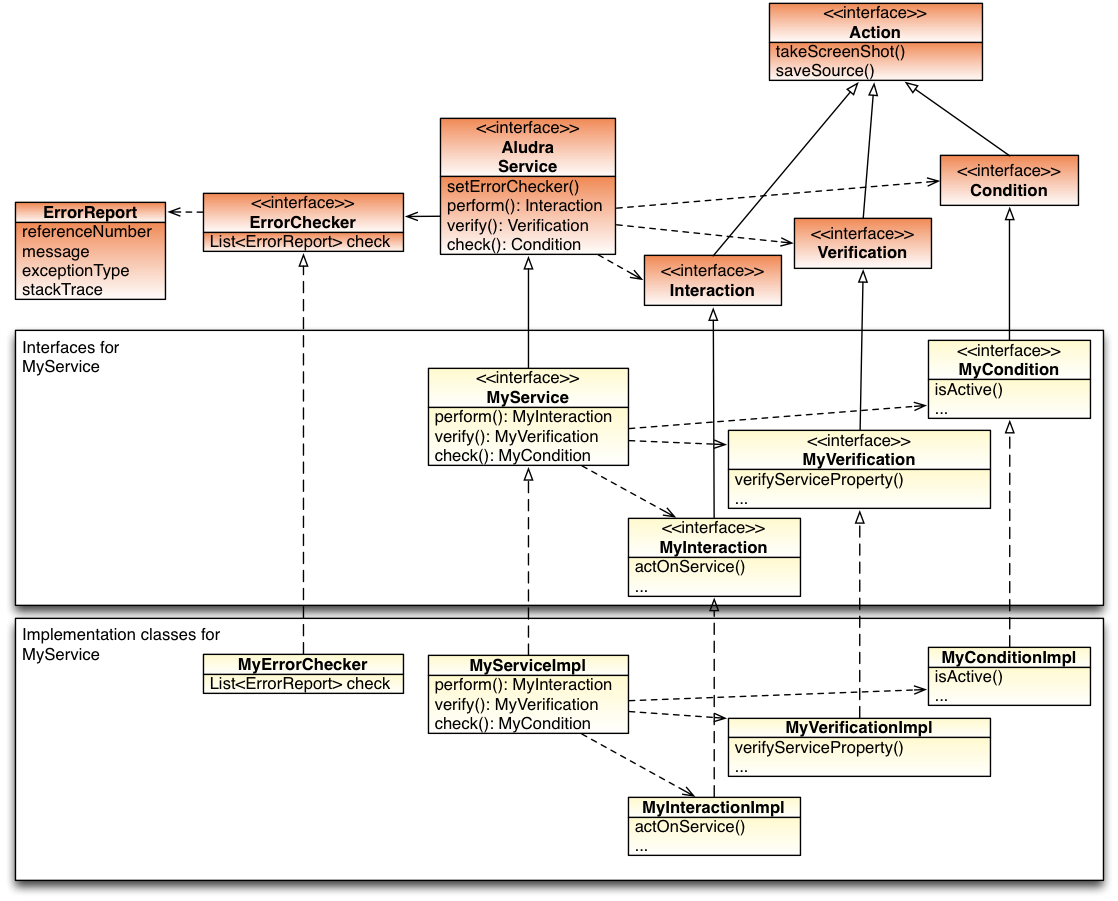 <<interface>>
Action
takeScreenShot()
saveSource()
<<interface>>
Aludra
Service
setErrorChecker()
perform(): Interaction
verify(): Verification
check(): Condition
<<interface>>
Condition
<<interface>>
ErrorChecker
List<ErrorReport> check
ErrorReport
referenceNumber
message
exceptionType
stackTrace
<<interface>>
Verification
<<interface>>
Interaction
Interfaces for
MyService
<<interface>>
MyService
perform(): MyInteraction
verify(): MyVerification
check(): MyCondition
<<interface>>
MyCondition
isActive()
...
<<interface>>
MyVerification
verifyServiceProperty()
...
<<interface>>
MyInteraction
actOnService()
...
Implementation classes for
MyService
MyErrorChecker
List<ErrorReport> check
MyServiceImpl
perform(): MyInteraction
verify(): MyVerification
check(): MyCondition
MyConditionImpl
isActive()
...
MyVerificationImpl
verifyServiceProperty()
...
MyInteractionImpl
actOnService()
...